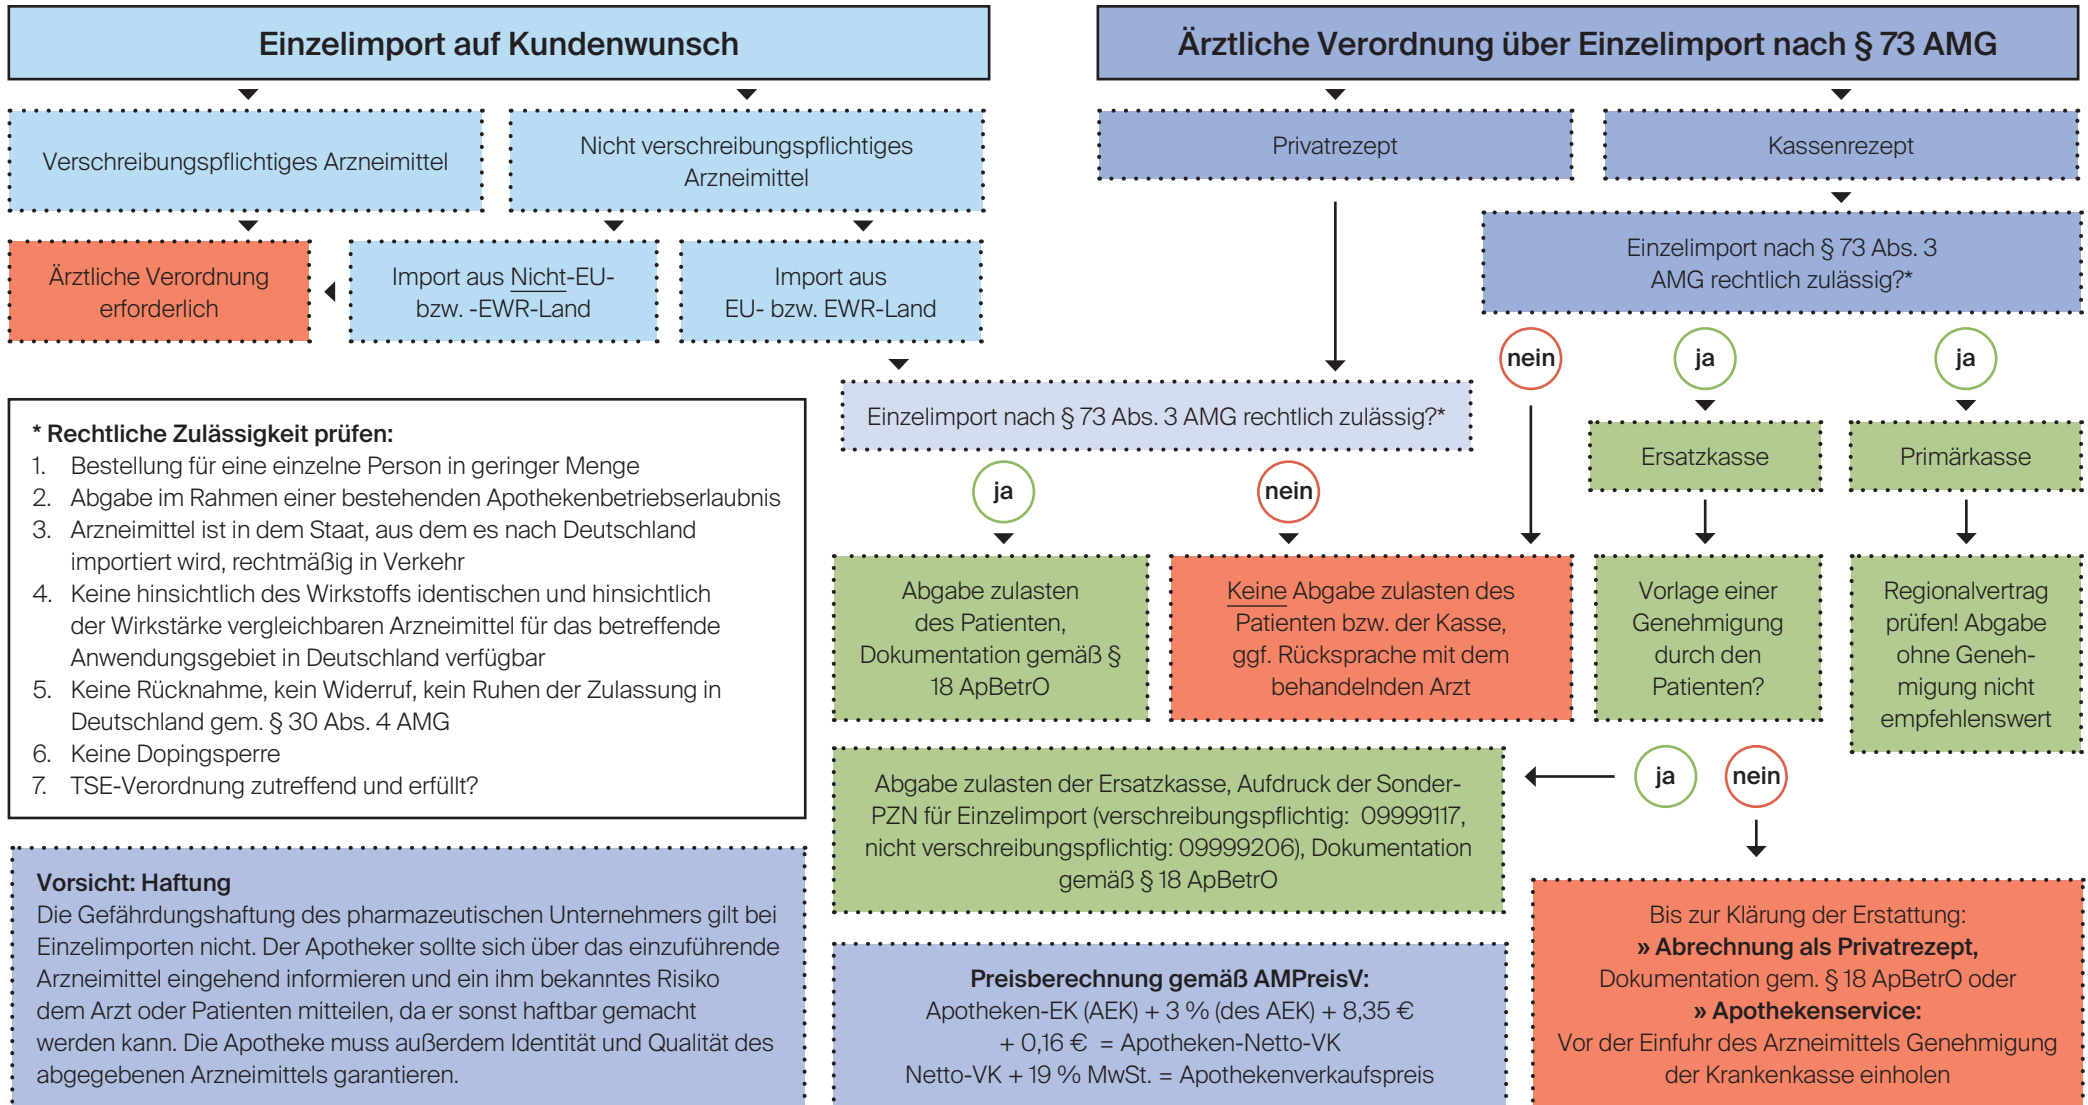 Einzelimport auf Kundenwunsch
Verschreibungspflichtiges Arzneimittel
Nicht verschreibungspflichtiges
Arzneimittel
Ärztliche Verordnung
erforderlich
Import aus Nicht-EU-
bzw. -EWR-Land
Import aus
EU- bzw. EWR-Land
Ärztliche Verordnung über Einzelimport nach § 73 AMG
Privatrezept
Kassenrezept
Einzelimport nach § 73 Abs. 3
AMG rechtlich zulässig?*
nein
ja
ja
Einzelimport nach § 73 Abs. 3 AMG rechtlich zulässig?*
ja
nein
Ersatzkasse
Primärkasse
Abgabe zulasten
des Patienten,
Dokumentation gemäß §
18 ApBetrO
Keine Abgabe zulasten des
Patienten bzw. der Kasse,
ggf. Rücksprache mit dem
behandelnden Arzt
Vorlage einer
Genehmigung
durch den
Patienten?
Regionalvertrag
prüfen! Abgabe
ohne Geneh-
migung nicht
empfehlenswert
ja
nein
Abgabe zulasten der Ersatzkasse, Aufdruck der Sonder-
PZN für Einzelimport (verschreibungspflichtig: 09999117,
nicht verschreibungspflichtig: 09999206), Dokumentation
gemäß § 18 ApBetrO
Bis zur Klärung der Erstattung:
» Abrechnung als Privatrezept,
Dokumentation gem. § 18 ApBetrO oder
» Apothekenservice:
Vor der Einfuhr des Arzneimittels Genehmigung
der Krankenkasse einholen
* Rechtliche Zulässigkeit prüfen:
1. Bestellung für eine einzelne Person in geringer Menge
2. Abgabe im Rahmen einer bestehenden Apothekenbetriebserlaubnis
3. Arzneimittel ist in dem Staat, aus dem es nach Deutschland
importiert wird, rechtmäßig in Verkehr
4. Keine hinsichtlich des Wirkstoffs identischen und hinsichtlich
der Wirkstärke vergleichbaren Arzneimittel für das betreffende
Anwendungsgebiet in Deutschland verfügbar
5. Keine Rücknahme, kein Widerruf, kein Ruhen der Zulassung in
Deutschland gem. § 30 Abs. 4 AMG
6. Keine Dopingsperre
7. TSE-Verordnung zutreffend und erfüllt?
Vorsicht: Haftung
Die Gefährdungshaftung des pharmazeutischen Unternehmers gilt bei
Einzelimporten nicht. Der Apotheker sollte sich über das einzuführende
Arzneimittel eingehend informieren und ein ihm bekanntes Risiko
dem Arzt oder Patienten mitteilen, da er sonst haftbar gemacht
werden kann. Die Apotheke muss außerdem Identität und Qualität des
abgegebenen Arzneimittels garantieren.
Preisberechnung gemäß AMPreisV:
Apotheken-EK (AEK) + 3 % (des AEK) + 8,35 €
+ 0,16 € = Apotheken-Netto-VK
Netto-VK + 19 % MwSt. = Apothekenverkaufspreis